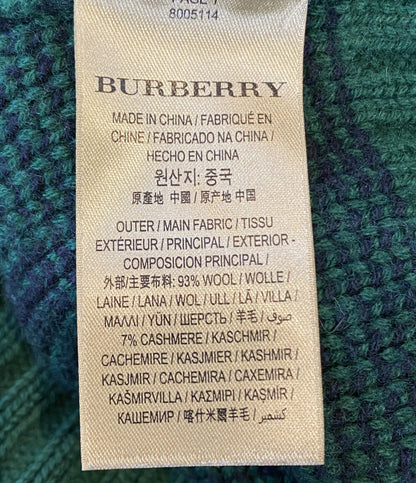 PAGE 1
8005114
BURBERRY
MADE IN CHINA / FABRIQUÉ EN
CHINE / FABRICADO NA CHINA /
HECHO EN CHINA
원산지: 중국
原產地 中國 / 原产地 中国
OUTER / MAIN FABRIC / TISSU
EXTÉRIEUR / PRINCIPAL / EXTERIOR -
COMPOSICION PRINCIPAL /
外部/主要布料: 93% WOOL / WOLLE /
LAINE / LANA / WOL / ULL / LÃ / VILLA /
ΜΑΛΛΙ / YÜN / ШЕРСТЬ / 羊毛 / صوف
7% CASHMERE / KASCHMIR /
CACHEMIRE / KASJMIER / KASHMIR /
KASJMIR / CACHEMIRA / CAXEMIRA /
KAŠMIRVILLA / ΚΑΣΜΙΡΙ / KAŞMİR /
КАШЕМИР / 喀什米爾羊毛 / كشمير